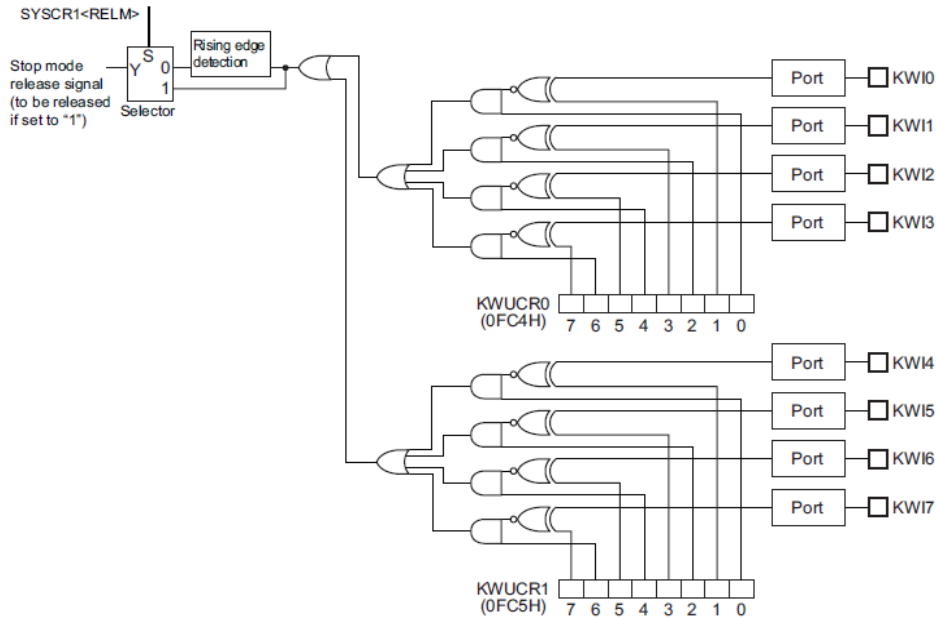 SYSCR1<RELM>
Stop mode
release signal
(to be released
if set to “1”)
S
Y
0
1
Selector
Rising edge
detection
Port
KWI0
Port
KWI1
Port
KWI2
Port
KWI3
KWUCR0
(0FC4H)
7 6 5 4 3 2 1 0
Port
KWI4
Port
KWI5
Port
KWI6
Port
KWI7
KWUCR1
(0FC5H)
7 6 5 4 3 2 1 0